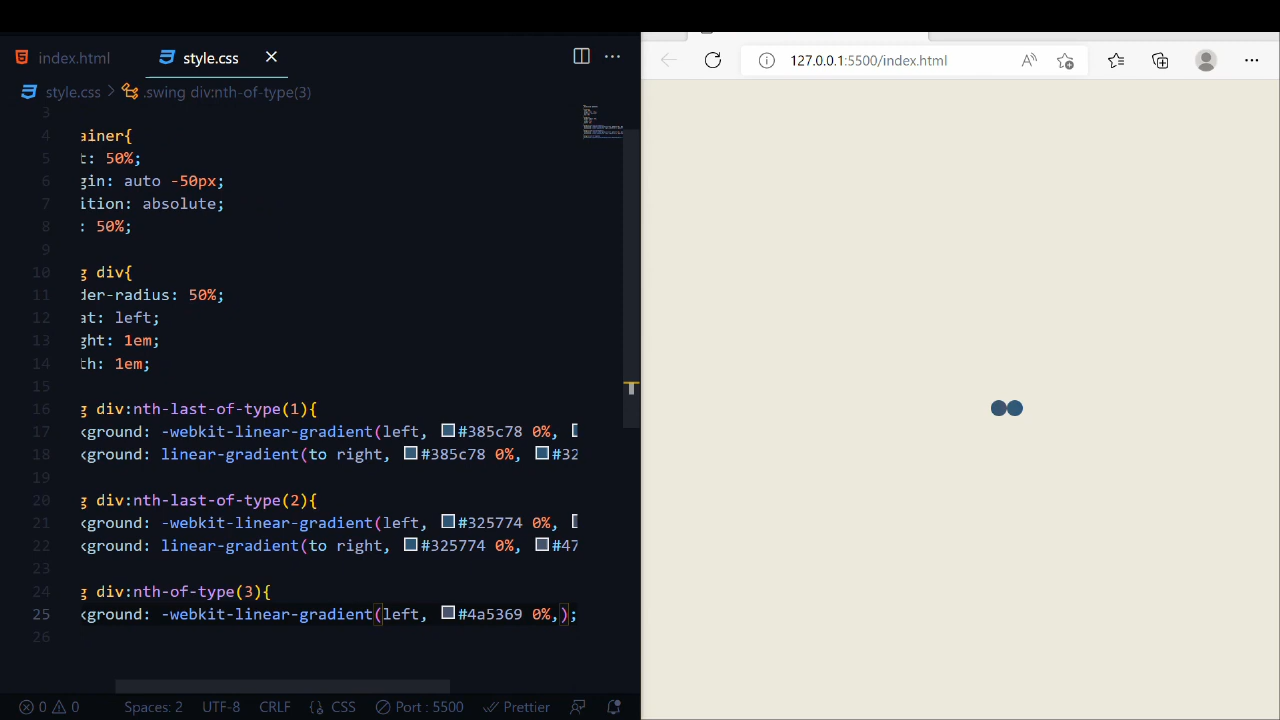 index.html
style.css
style.css
.swing div:nth-of-type(3)
127.0.0.1:5500/index.html
3
4 ainer{
5 t: 50%;
6 gin: auto -50px;
7 ition: absolute;
8 : 50%;
9
10 g div{
11 der-radius: 50%;
12 at: left;
13 ght: 1em;
14 th: 1em;
15
16 g div:nth-last-of-type(1){
17 kground: -webkit-linear-gradient(left, #385c78 0%,
18 kground: linear-gradient(to right, #385c78 0%, #32
19
20 g div:nth-last-of-type(2){
21 kground: -webkit-linear-gradient(left, #325774 0%,
22 kground: linear-gradient(to right, #325774 0%, #47
23
24 g div:nth-of-type(3){
25 kground: -webkit-linear-gradient(left, #4a5369 0%,);
26
0 0 Spaces: 2 UTF-8 CRLF {} CSS Port : 5500 Prettier